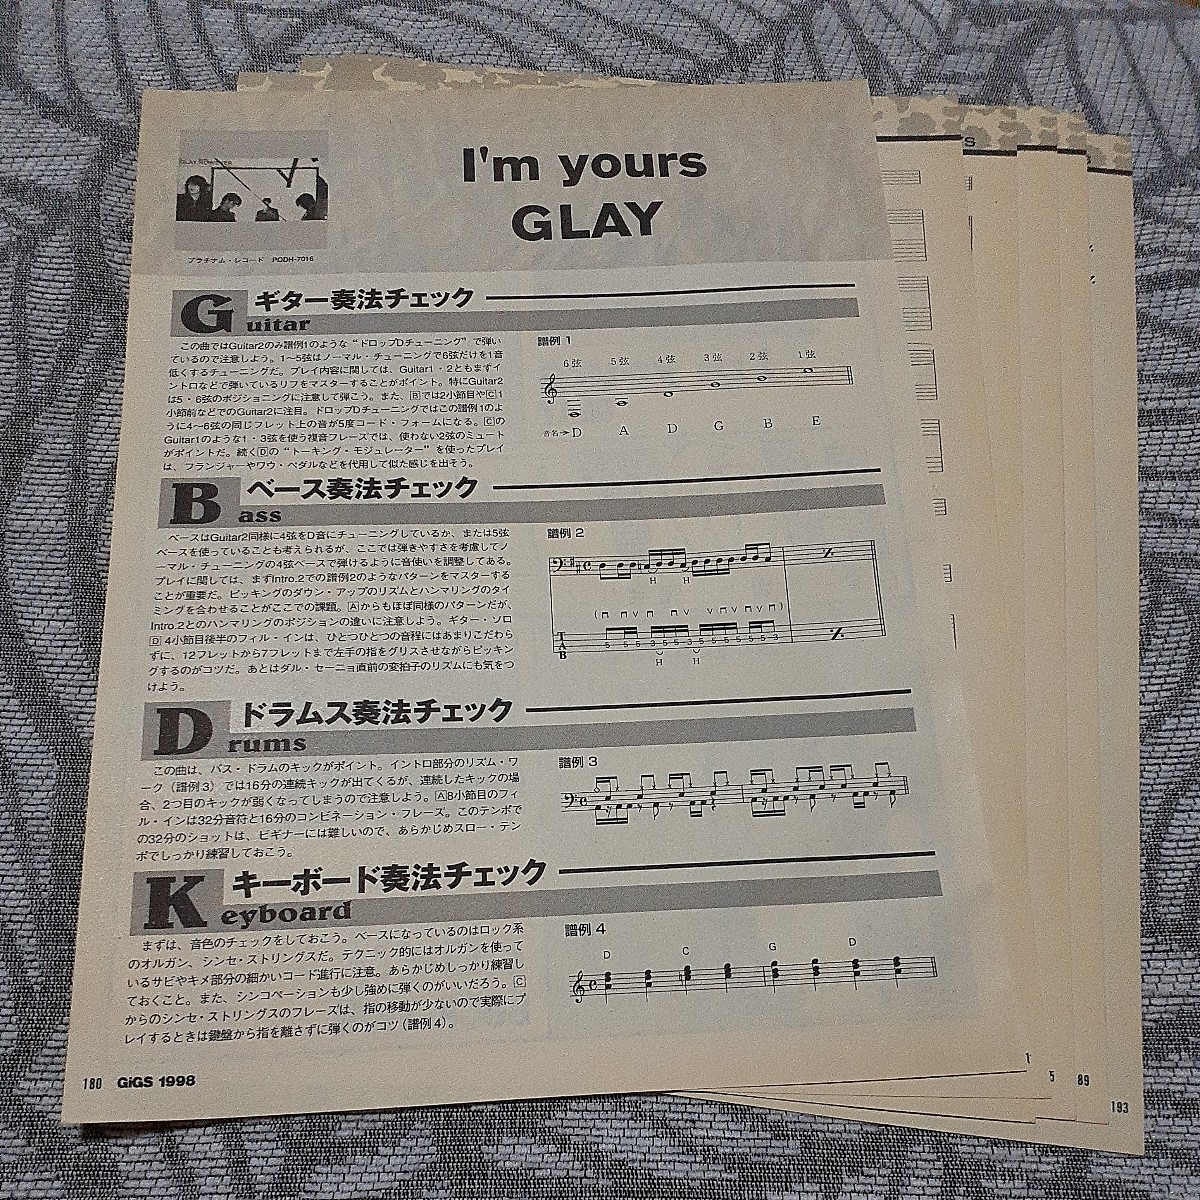 I'm yours
GLAY
プラチナム・レコード PODH-7016
Guitar
ギター奏法チェック
この曲ではGuitar2のみ譜例1のような“ドロップDチューニング”で弾い
ているので注意しよう。1〜5弦はノーマル・チューニングで6弦だけを1音
低くするチューニングだ。プレイ内容に関しては、Guitar1・2ともまずイ
ントロなどで弾いているリフをマスターすることがポイント。特にGuitar2
は5・6弦のポジショニングに注意して弾こう。また、Bでは2小節目やC1
小節前などでのGuitar2に注目。ドロップDチューニングではこの譜例1のよ
うに4〜6弦の同じフレット上の音が5度コード・フォームになる。Cの
Guitar1のような1・3弦を使う複音フレーズでは、使わない2弦のミュート
がポイントだ。続くDの“トーキング・モジュレーター”を使ったプレイ
は、フランジャーやワウ・ペダルなどを代用して似た感じを出そう。
譜例1
6弦 5弦 4弦 3弦 2弦 1弦
音名→D A D G B E
Bass
ベース奏法チェック
ベースはGuitar2同様に4弦をD音にチューニングしているか、または5弦
ベースを使っていることも考えられるが、ここでは弾きやすさを考慮してノ
ーマル・チューニングの4弦ベースで弾けるように音使いを調整してある。
プレイに関しては、まずIntro.2での譜例2のようなパターンをマスターする
ことが重要だ。ピッキングのダウン・アップのリズムとハンマリングのタイ
ミングを合わせることがここでの課題。Aからもほぼ同様のパターンだが、
Intro.2とのハンマリングのポジションの違いに注意しよう。ギター・ソロ
D4小節目後半のフィル・インは、ひとつひとつの音程にはあまりこだわら
ずに、12フレットから7フレットまで左手の指をグリスさせながらピッキン
グするのがコツだ。あとはダル・セーニョ直前の変拍子のリズムにも気をつ
けよう。
譜例2
H H
T
A
B
H H
Drums
ドラムス奏法チェック
この曲は、バス・ドラムのキックがポイント。イントロ部分のリズム・ワ
ーク（譜例3）では16分の連続キックが出てくるが、連続したキックの場
合、2つ目のキックが弱くなってしまうので注意しよう。A8小節目のフィ
ル・インは32分音符と16分のコンビネーション・フレーズ。このテンポで
の32分のショットは、ビギナーには難しいので、あらかじめスロー・テン
ポでしっかり練習しておこう。
譜例3
Keyboard
キーボード奏法チェック
まずは、音色のチェックをしておこう。ベースになっているのはロック系
のオルガン、シンセ・ストリングスだ。テクニック的にはオルガンを使って
いるサビやキメ部分の細かいコード進行に注意。あらかじめしっかり練習し
ておくこと。また、シンコペーションも少し強めに弾くのがいいだろう。C
からのシンセ・ストリングスのフレーズは、指の移動が少ないので実際にプ
レイするときは鍵盤から指を離さずに弾くのがコツ（譜例4）。
譜例4
D C G D
180 GiGS 1998
1
5
89
193